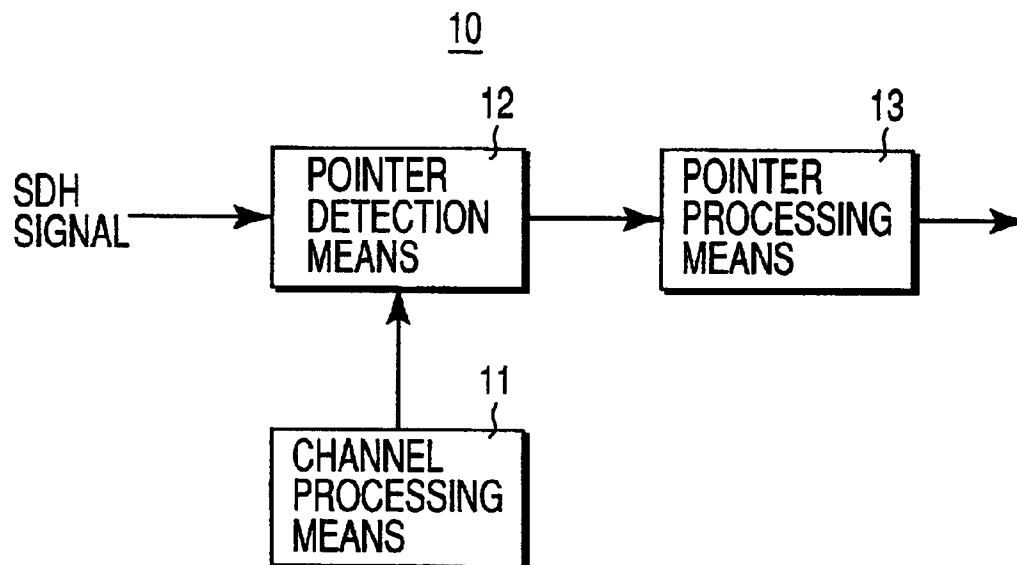 10
12
13
SDH
SIGNAL
POINTER
DETECTION
MEANS
POINTER
PROCESSING
MEANS
11
CHANNEL
PROCESSING
MEANS